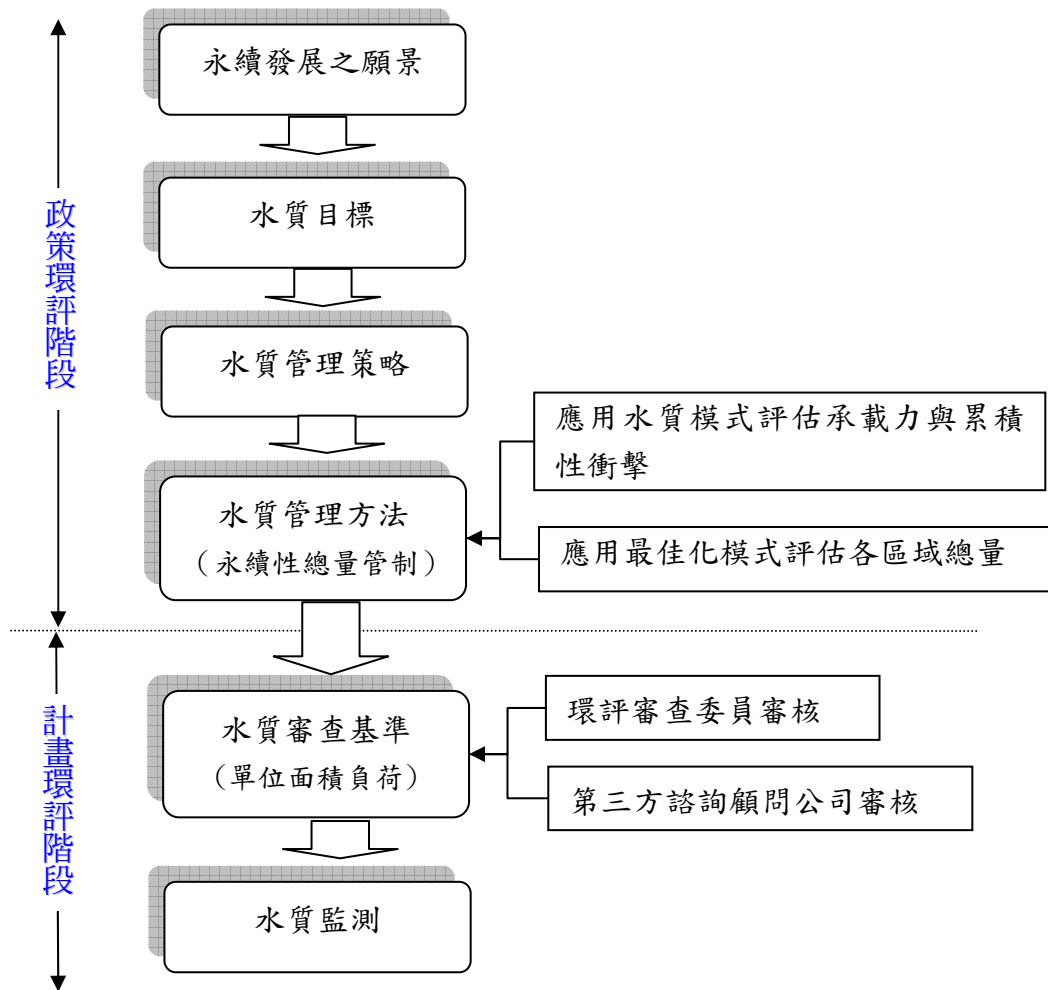 永續發展之願景
水質目標
水質管理策略
水質管理方法
（永續性總量管制）
應用水質模式評估承載力與累積
性衝擊
應用最佳化模式評估各區域總量
政策環評階段
水質審查基準
（單位面積負荷）
環評審查委員審核
第三方諮詢顧問公司審核
水質監測
計畫環評階段